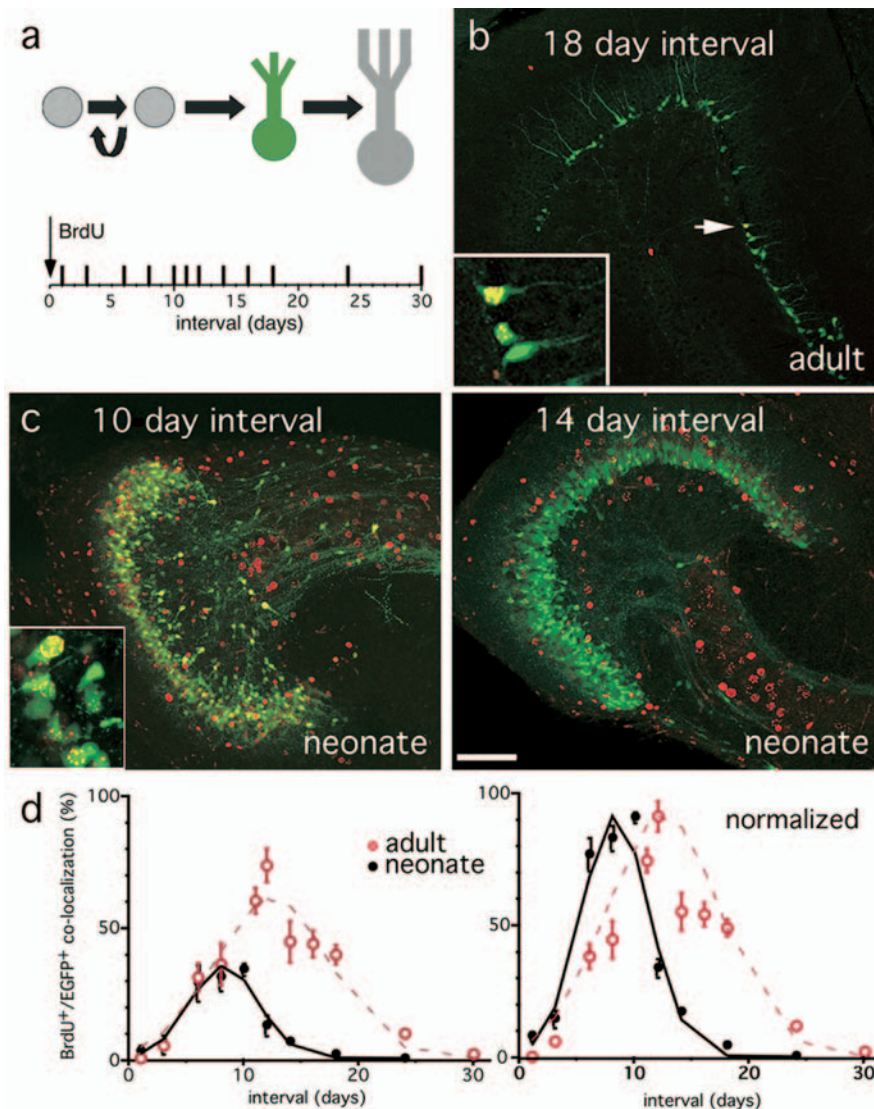 a
BrdU
0 5 10 15 20 25 30
interval (days)
b
18 day interval
adult
c
10 day interval
neonate
14 day interval
neonate
d
BrdU+/EGFP+ co-localization (%)
100
50
0
adult
neonate
0 10 20 30
interval (days)
normalized
100
50
0
0 10 20 30
interval (days)